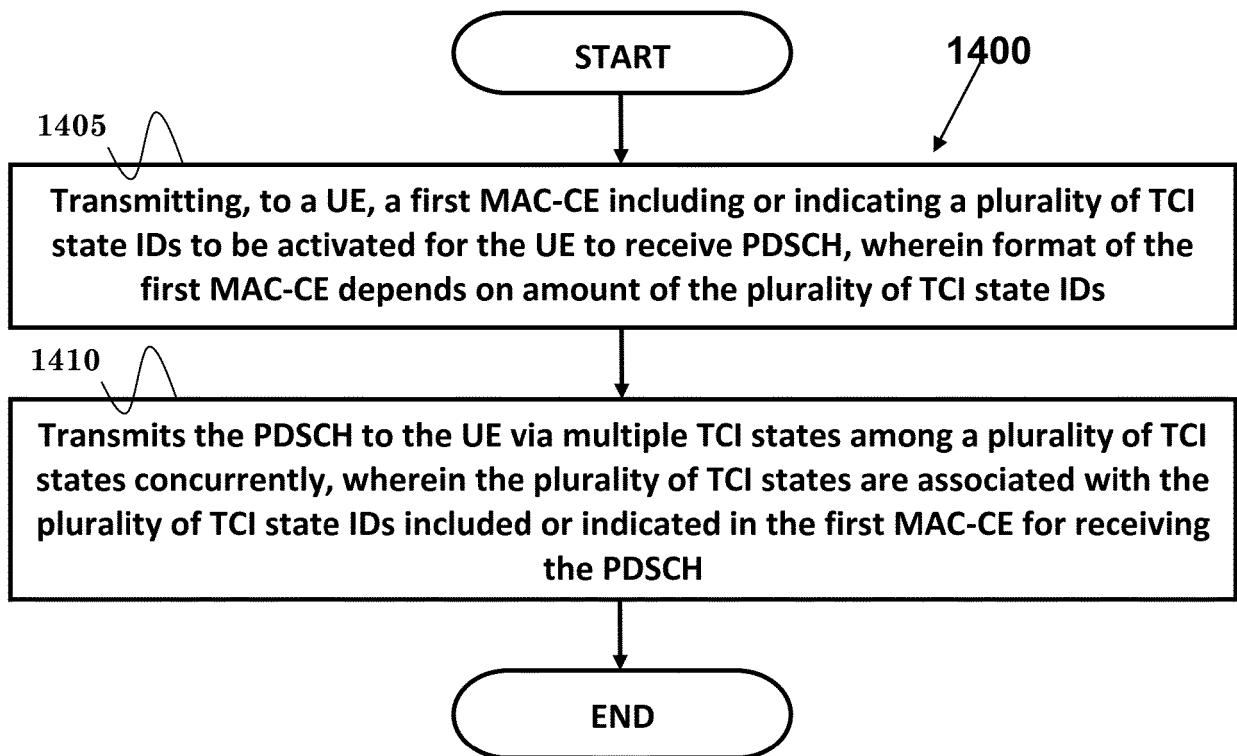 START
1400
1405
Transmitting, to a UE, a first MAC-CE including or indicating a plurality of TCI
state IDs to be activated for the UE to receive PDSCH, wherein format of the
first MAC-CE depends on amount of the plurality of TCI state IDs
1410
Transmits the PDSCH to the UE via multiple TCI states among a plurality of TCI
states concurrently, wherein the plurality of TCI states are associated with the
plurality of TCI state IDs included or indicated in the first MAC-CE for receiving
the PDSCH
END